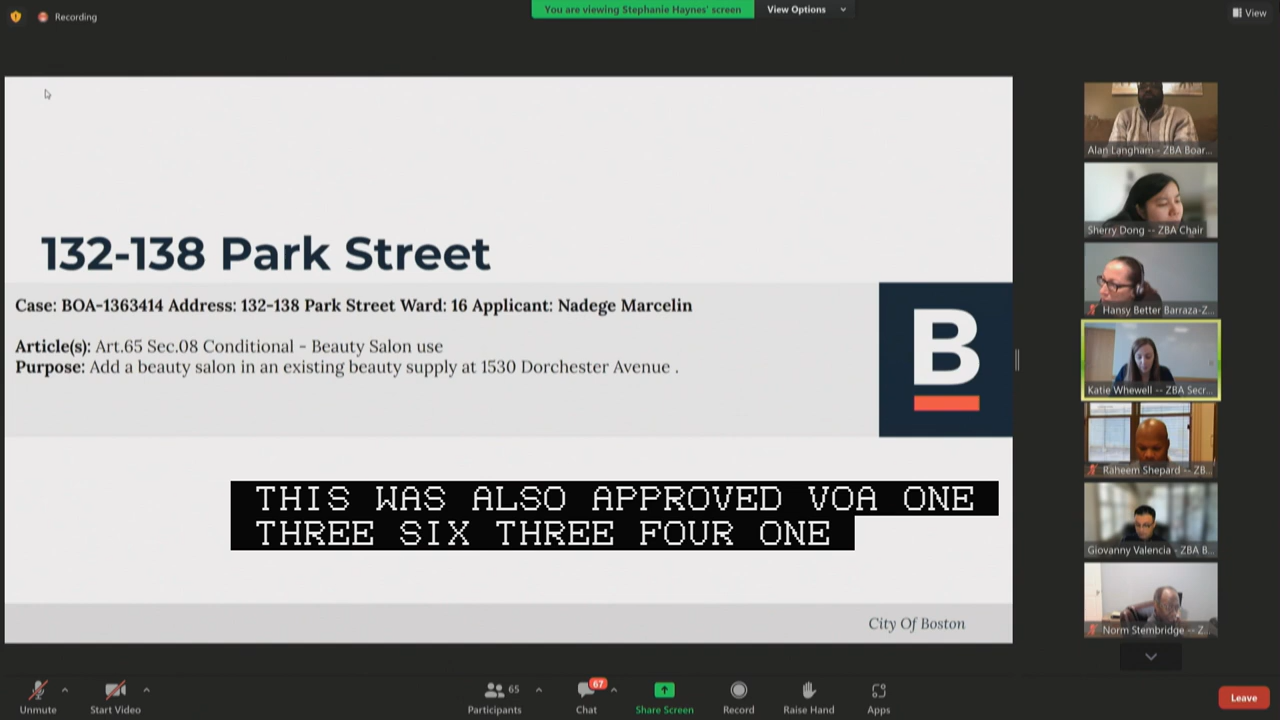 Recording
You are viewing Stephanie Haynes' screen
View Options
View
132-138 Park Street
Case: BOA-1363414 Address: 132-138 Park Street Ward: 16 Applicant: Nadege Marcelin
Article(s): Art.65 Sec.08 Conditional - Beauty Salon use
Purpose: Add a beauty salon in an existing beauty supply at 1530 Dorchester Avenue .
B
THIS WAS ALSO APPROVED VOA ONE
THREE SIX THREE FOUR ONE
City Of Boston
Alan Langham - ZBA Boar...
Sherry Dong -- ZBA Chair
Hansy Better Barraza-Z...
Katie Whewell -- ZBA Secr...
Raheem Shepard -- ZB...
Giovanny Valencia - ZBA B...
Norm Stembridge -- Z...
Unmute
Start Video
65
Participants
67
Chat
Share Screen
Record
Raise Hand
Apps
Leave